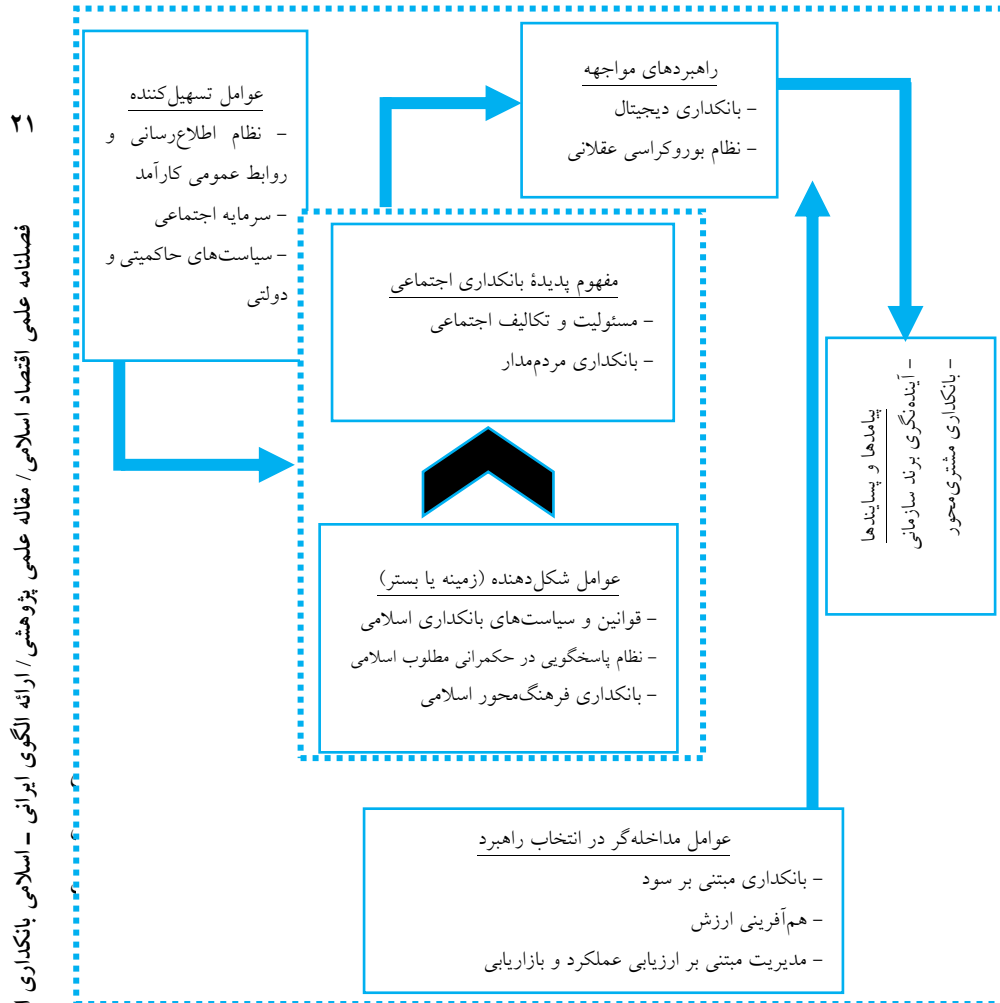 ۲۱
فصلنامه علمی اقتصاد اسلامی/ مقاله علمی پژوهشی/ ارائه الگوی ایرانی – اسلامی بانکداری
راهبردهای مواجهه
- بانکداری دیجیتال
- نظام بوروکراسی عقلانی
عوامل تسهیل‌کننده
- نظام اطلاع‌رسانی و
روابط عمومی کارآمد
- سرمایه اجتماعی
- سیاست‌های حاکمیتی و
دولتی
مفهوم پدیدۀ بانکداری اجتماعی
- مسئولیت و تکالیف اجتماعی
- بانکداری مردم‌مدار
پیامدها و پسایندها
- آینده‌نگری برند سازمانی
- بانکداری مشتری‌محور
عوامل شکل‌دهنده (زمینه یا بستر)
- قوانین و سیاست‌های بانکداری اسلامی
- نظام پاسخگویی در حکمرانی مطلوب اسلامی
- بانکداری فرهنگ‌محور اسلامی
عوامل مداخله‌گر در انتخاب راهبرد
- بانکداری مبتنی بر سود
- هم‌آفرینی ارزش
- مدیریت مبتنی بر ارزیابی عملکرد و بازاریابی